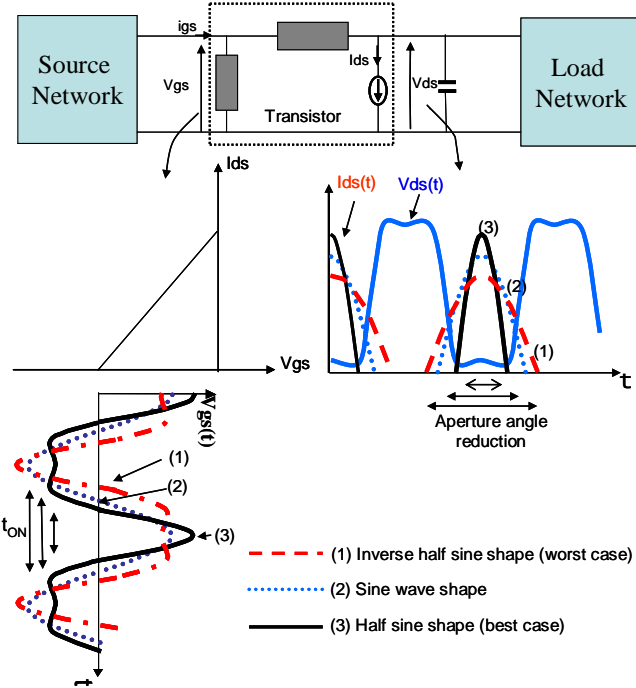 Source
Network
igs
Vgs
Transistor
Ids
Vds
Load
Network
Ids
Vgs
Ids(t)
Vds(t)
(3)
(2)
(1)
t
Aperture angle
reduction
Vgs(t)
(1)
(2)
(3)
tON
t
(1) Inverse half sine shape (worst case)
(2) Sine wave shape
(3) Half sine shape (best case)